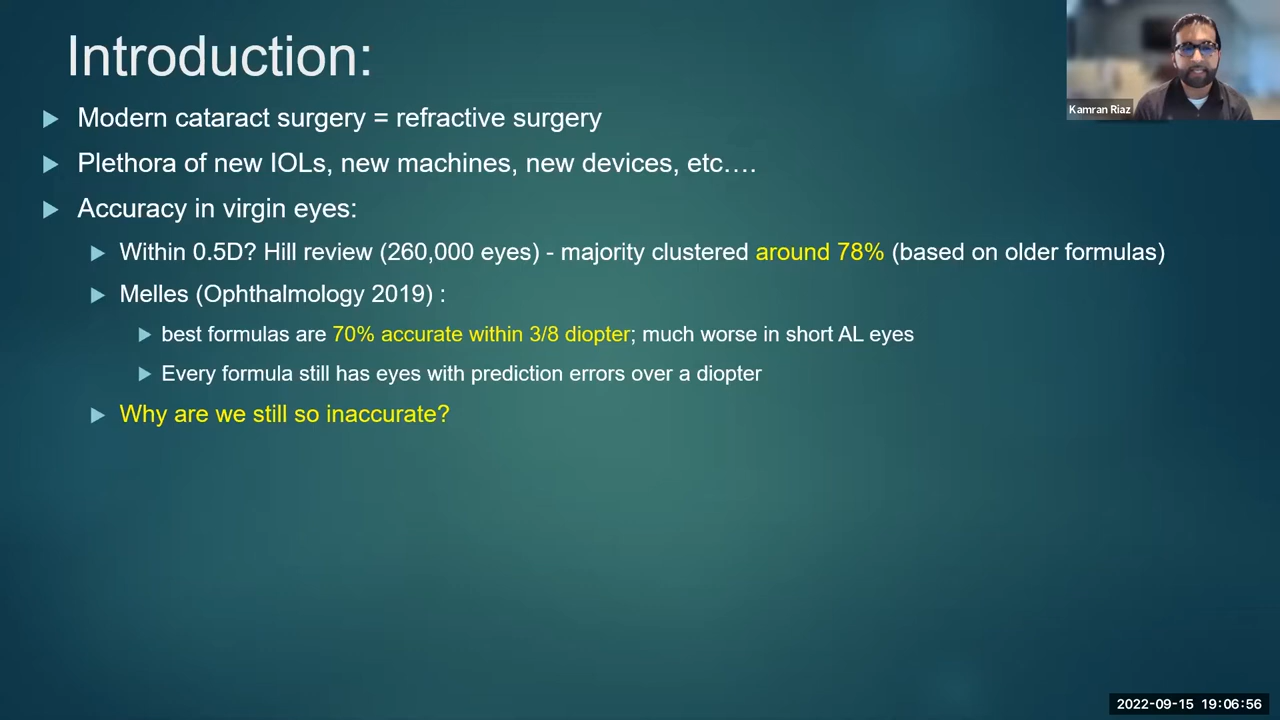 Introduction:
Kamran Riaz
Modern cataract surgery = refractive surgery
Plethora of new IOLs, new machines, new devices, etc….
Accuracy in virgin eyes:
Within 0.5D? Hill review (260,000 eyes) - majority clustered around 78% (based on older formulas)
Melles (Ophthalmology 2019) :
best formulas are 70% accurate within 3/8 diopter; much worse in short AL eyes
Every formula still has eyes with prediction errors over a diopter
Why are we still so inaccurate?
2022-09-15 19:06:56